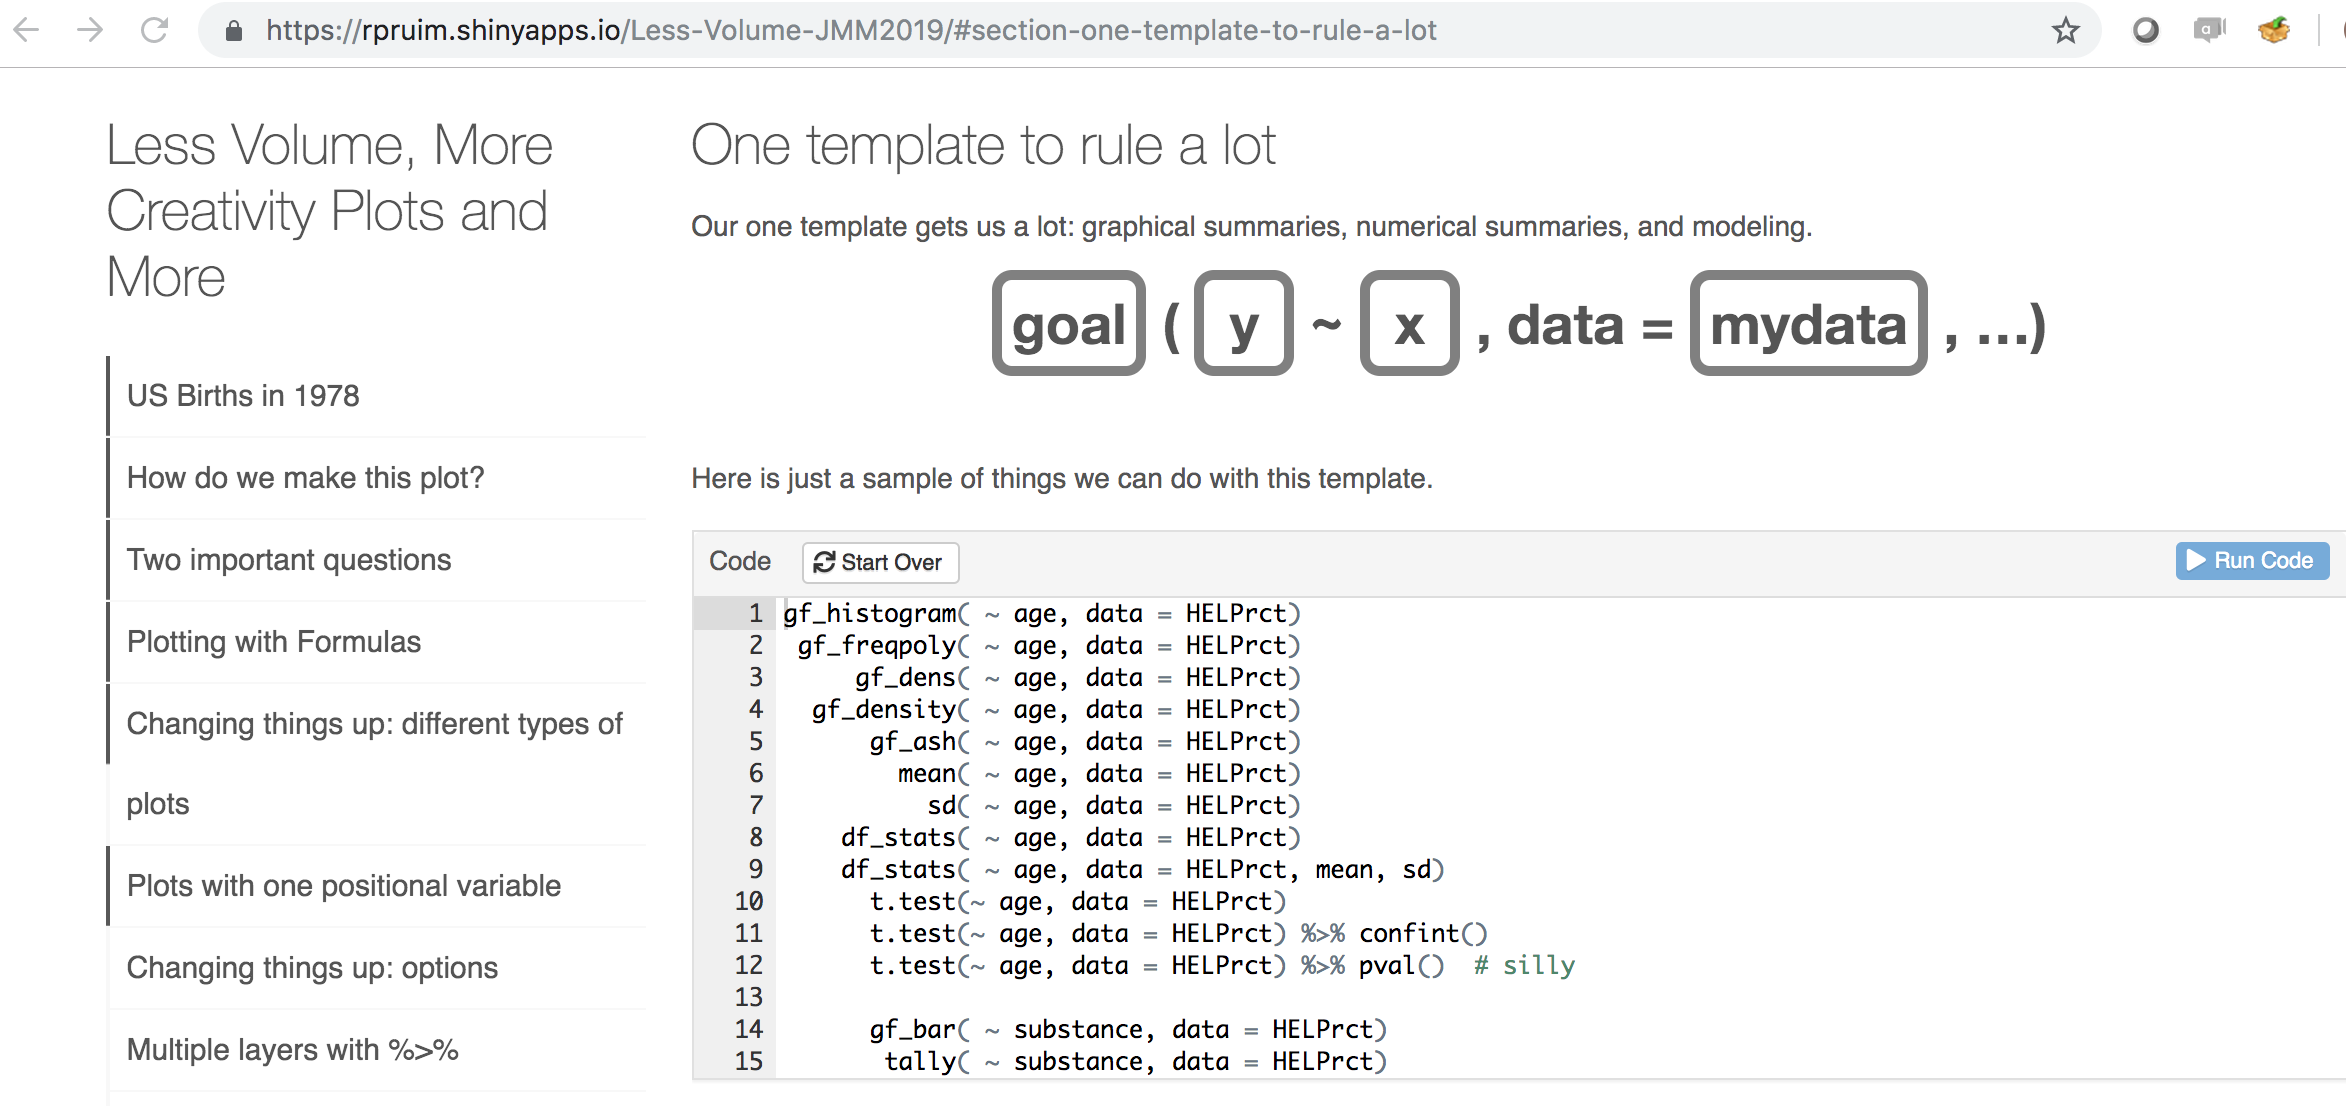 https://rpruim.shinyapps.io/Less-Volume-JMM2019/#section-one-template-to-rule-a-lot
Less Volume, More
Creativity Plots and
More
US Births in 1978
How do we make this plot?
Two important questions
Plotting with Formulas
Changing things up: different types of
plots
Plots with one positional variable
Changing things up: options
Multiple layers with %>%
One template to rule a lot
Our one template gets us a lot: graphical summaries, numerical summaries, and modeling.
goal ( y ~ x , data = mydata , ...)
Here is just a sample of things we can do with this template.
Code Start Over Run Code
1 gf_histogram( ~ age, data = HELPrct)
2 gf_freqpoly( ~ age, data = HELPrct)
3 gf_dens( ~ age, data = HELPrct)
4 gf_density( ~ age, data = HELPrct)
5 gf_ash( ~ age, data = HELPrct)
6 mean( ~ age, data = HELPrct)
7 sd( ~ age, data = HELPrct)
8 df_stats( ~ age, data = HELPrct)
9 df_stats( ~ age, data = HELPrct, mean, sd)
10 t.test(~ age, data = HELPrct)
11 t.test(~ age, data = HELPrct) %>% confint()
12 t.test(~ age, data = HELPrct) %>% pval() # silly
13
14 gf_bar( ~ substance, data = HELPrct)
15 tally( ~ substance, data = HELPrct)